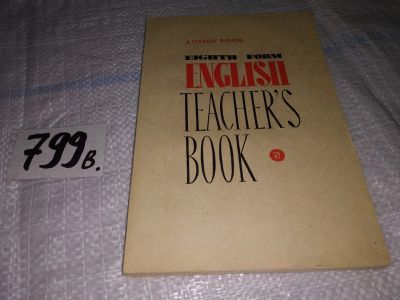 A.STARKOV R.DIXON
EIGHTH FORM
ENGLISH
TEACHER'S
BOOK
799в.